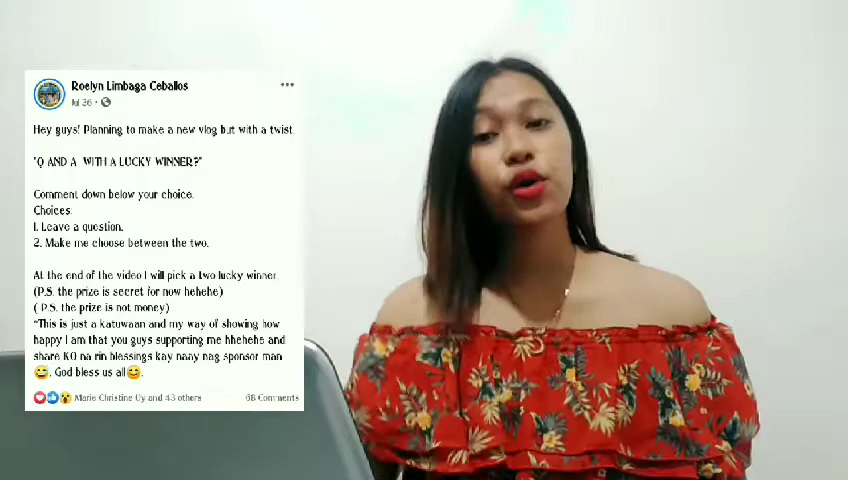 Roelyn Limbaga Ceballos
Jul 26
Hey guys! Planning to make a new vlog but with a twist.
"Q AND A WITH A LUCKY WINNER?"
Comment down below your choice.
Choices:
1. Leave a question.
2. Make me choose between the two.
At the end of the video I will pick a two lucky winner.
(P.S. the prize is secret for now hehehe)
( P.S. the prize is not money)
*This is just a katuwaan and my way of showing how
happy I am that you guys supporting me hhehehe and
share KO na rin blessings kay naay nag sponsor man
😅. God bless us all😊.
Marie Christine Uy and 43 others 68 Comments